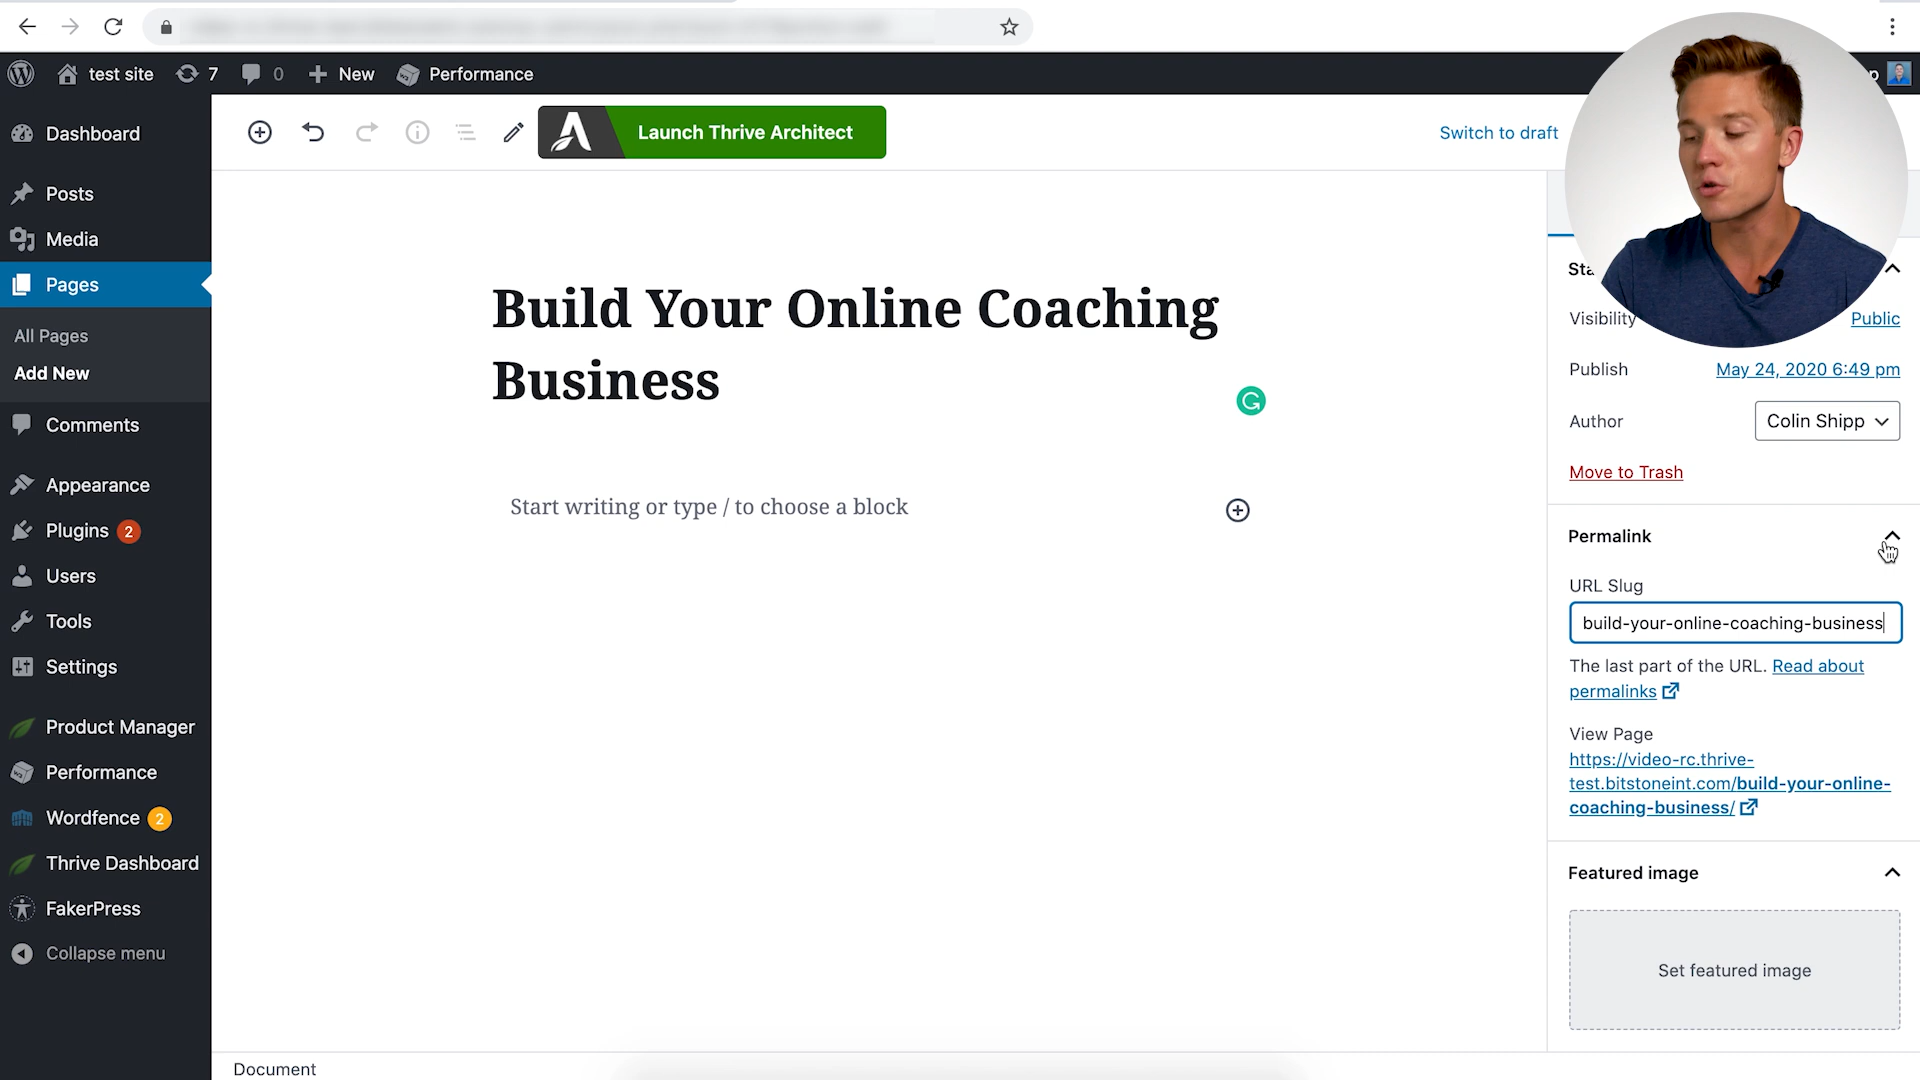 test site
7
0
New
Performance
Dashboard
Posts
Media
Pages
All Pages
Add New
Comments
Appearance
Plugins 2
Users
Tools
Settings
Product Manager
Performance
Wordfence 2
Thrive Dashboard
FakerPress
Collapse menu
Launch Thrive Architect
Switch to draft
Build Your Online Coaching
Business
Start writing or type / to choose a block
Document
Visibility
Public
Publish
May 24, 2020 6:49 pm
Author
Colin Shipp
Move to Trash
Permalink
URL Slug
build-your-online-coaching-business
The last part of the URL. Read about
permalinks
View Page
https://video-rc.thrive-
test.bitstoneint.com/build-your-online-
coaching-business/
Featured image
Set featured image